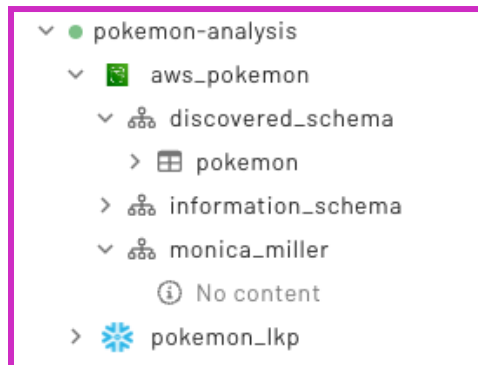 pokemon-analysis
aws_pokemon
discovered_schema
pokemon
information_schema
monica_miller
No content
pokemon_lkp